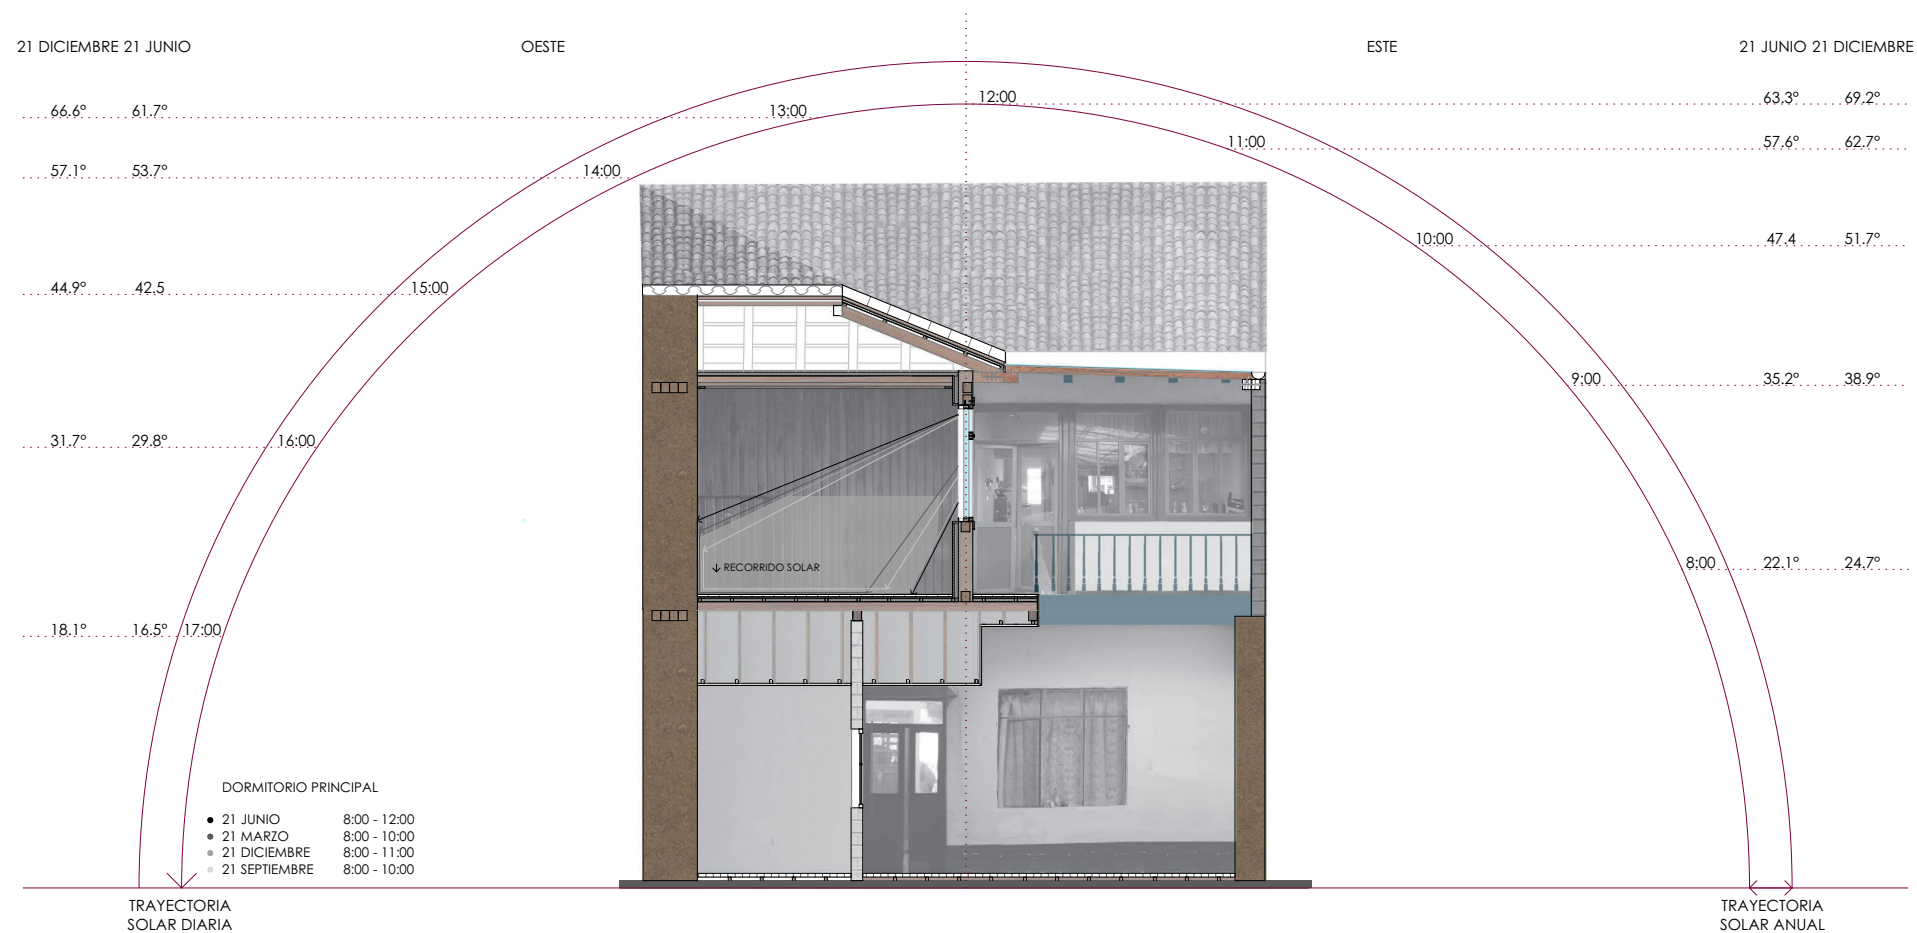 21 DICIEMBRE 21 JUNIO
OESTE
ESTE
21 JUNIO 21 DICIEMBRE
12:00
63.3° 69.2°
66.6° 61.7°
13:00
11:00
57.6° 62.7°
57.1° 53.7°
14:00
10:00
47.4 51.7°
44.9° 42.5
15:00
9:00
35.2° 38.9°
31.7° 29.8°
16:00
8:00
22.1° 24.7°
↓ RECORRIDO SOLAR
18.1° 16.5° 17:00
DORMITORIO PRINCIPAL
● 21 JUNIO 8:00 - 12:00
● 21 MARZO 8:00 - 10:00
● 21 DICIEMBRE 8:00 - 11:00
● 21 SEPTIEMBRE 8:00 - 10:00
TRAYECTORIA
SOLAR DIARIA
TRAYECTORIA
SOLAR ANUAL